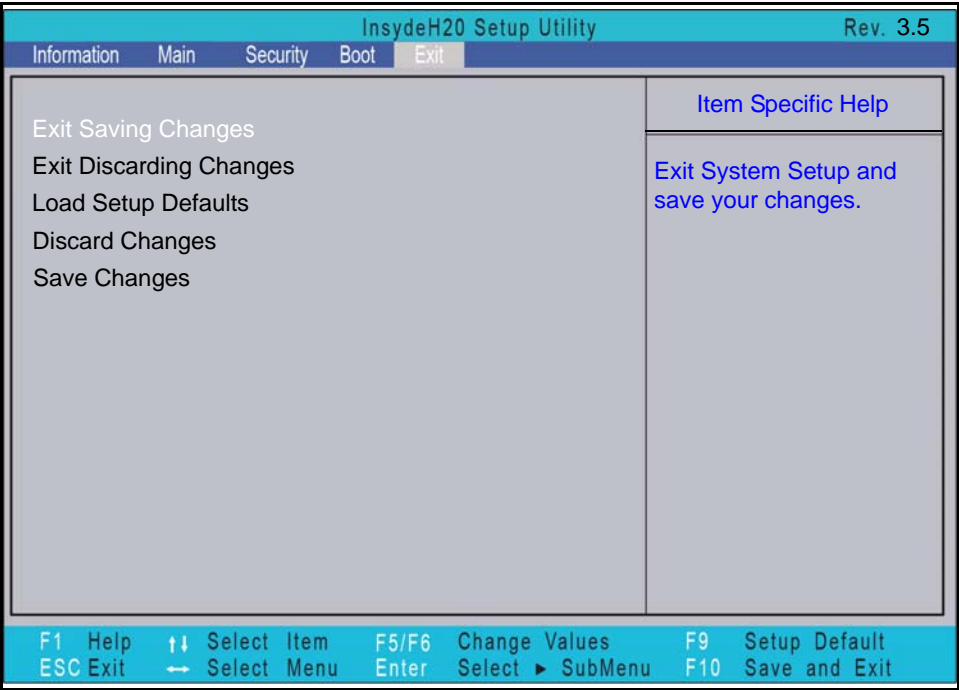 InsydeH20 Setup Utility Rev. 3.5
Information Main Security Boot Exit
Item Specific Help
Exit Saving Changes
Exit Discarding Changes
Load Setup Defaults
Discard Changes
Save Changes
Exit System Setup and
save your changes.
F1 Help ↑↓ Select Item F5/F6 Change Values F9 Setup Default
ESC Exit ↔ Select Menu Enter Select ► SubMenu F10 Save and Exit